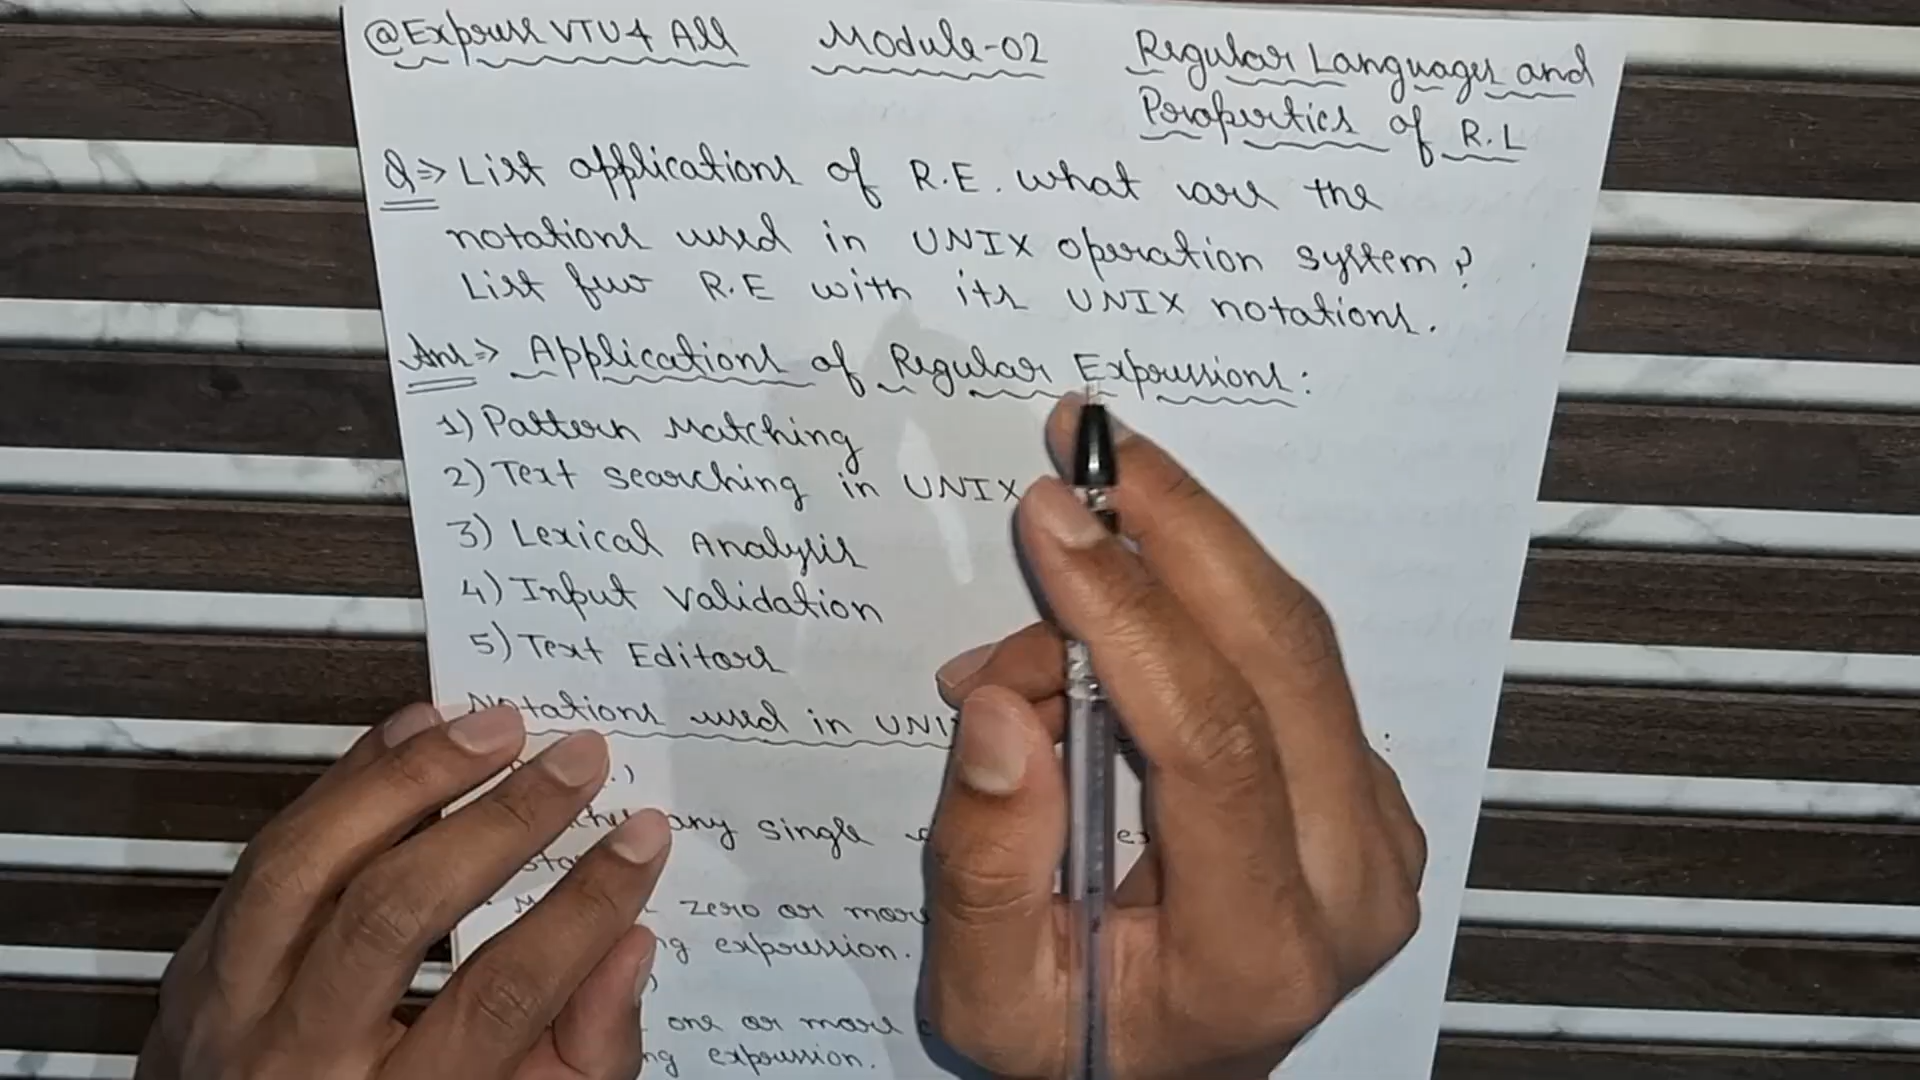 @Express VTU 4 All Module-02 Regular Languages and
Properties of R.L
Q⇒ List applications of R.E. what are the
notations used in UNIX operation system?
List few R.E with its UNIX notations.
Ans⇒ Applications of Regular Expressions:
1) Pattern Matching
2) Text searching in UNIX
3) Lexical Analysis
4) Input Validation
5) Text Editors
Notations used in UNIX :
.)
any single
zero or more
expression.
)
one or more
expression.